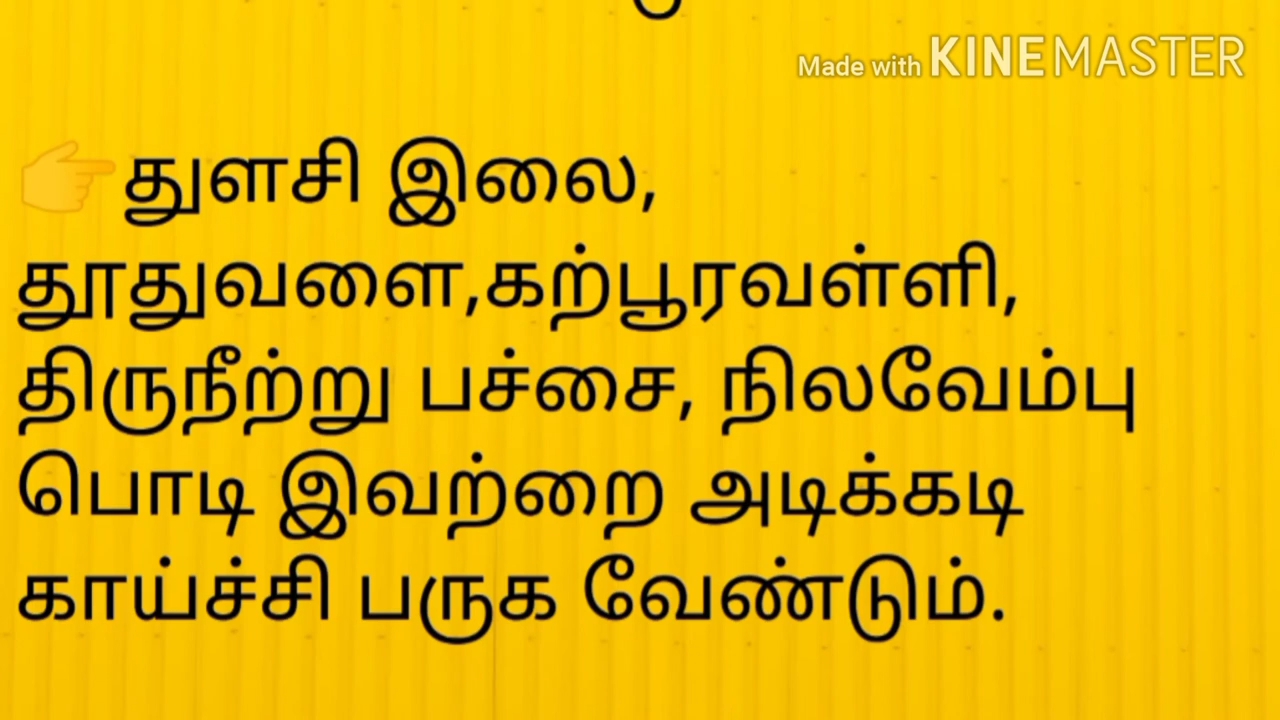 Made with KINEMASTER
👉துளசி இலை,
தூதுவளை,கற்பூரவள்ளி,
திருநீற்று பச்சை, நிலவேம்பு
பொடி இவற்றை அடிக்கடி
காய்ச்சி பருக வேண்டும்.